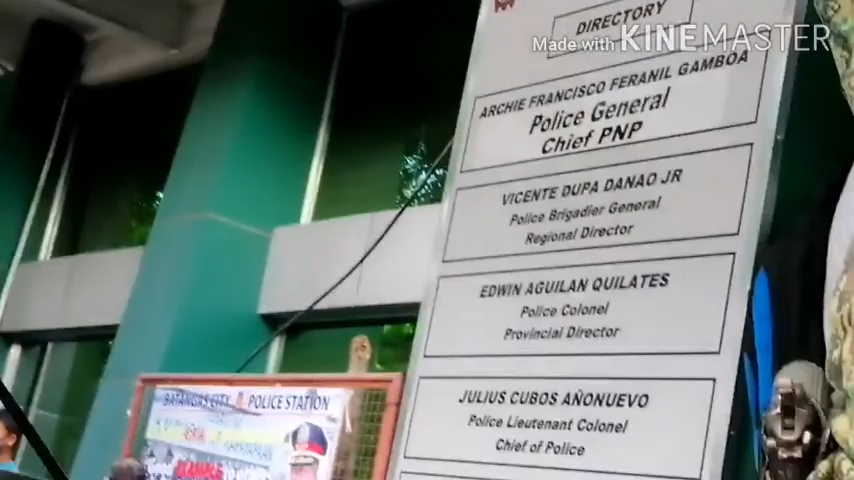 DIRECTORY
Made with KINEMASTER
ARCHIE FRANCISCO FERANIL GAMBOA
Police General
Chief PNP
VICENTE DUPA DANAO JR
Police Brigadier General
Regional Director
EDWIN AGUILAN QUILATES
Police Colonel
Provincial Director
JULIUS CUBOS AÑONUEVO
Police Lieutenant Colonel
Chief of Police
BATANGAS CITY POLICE STATION